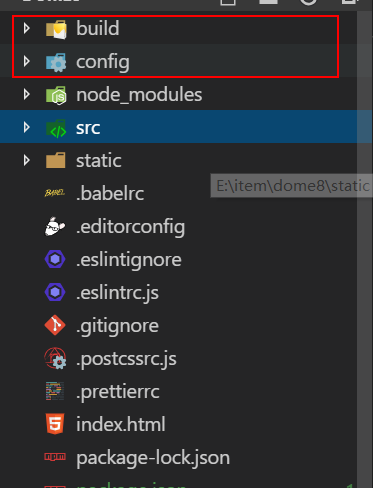 build
config
node_modules
src
static
E:\item\dome8\static
.babelrc
.editorconfig
.eslintignore
.eslintrc.js
.gitignore
.postcssrc.js
.prettierrc
index.html
package-lock.json